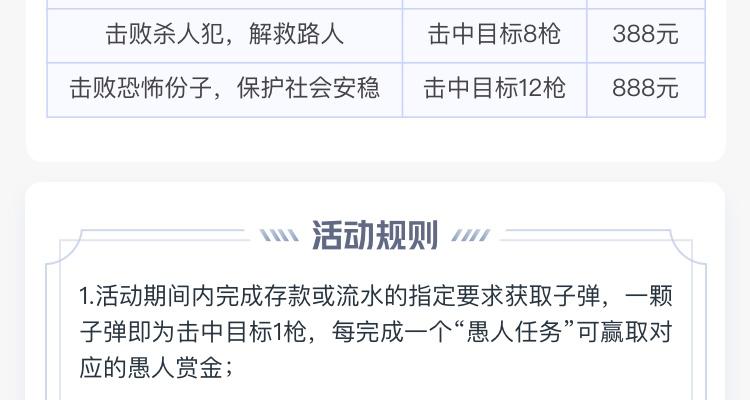 击败杀人犯，解救路人 击中目标8枪 388元
击败恐怖份子，保护社会安稳 击中目标12枪 888元
活动规则
1.活动期间内完成存款或流水的指定要求获取子弹，一颗
子弹即为击中目标1枪，每完成一个“愚人任务”可赢取对
应的愚人赏金；